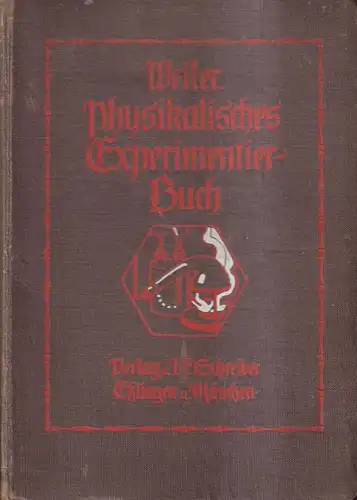 Weiler
Physikalisches
Experimentier-
Buch
Verlag v. J. F. Schreiber
Eßlingen u. München